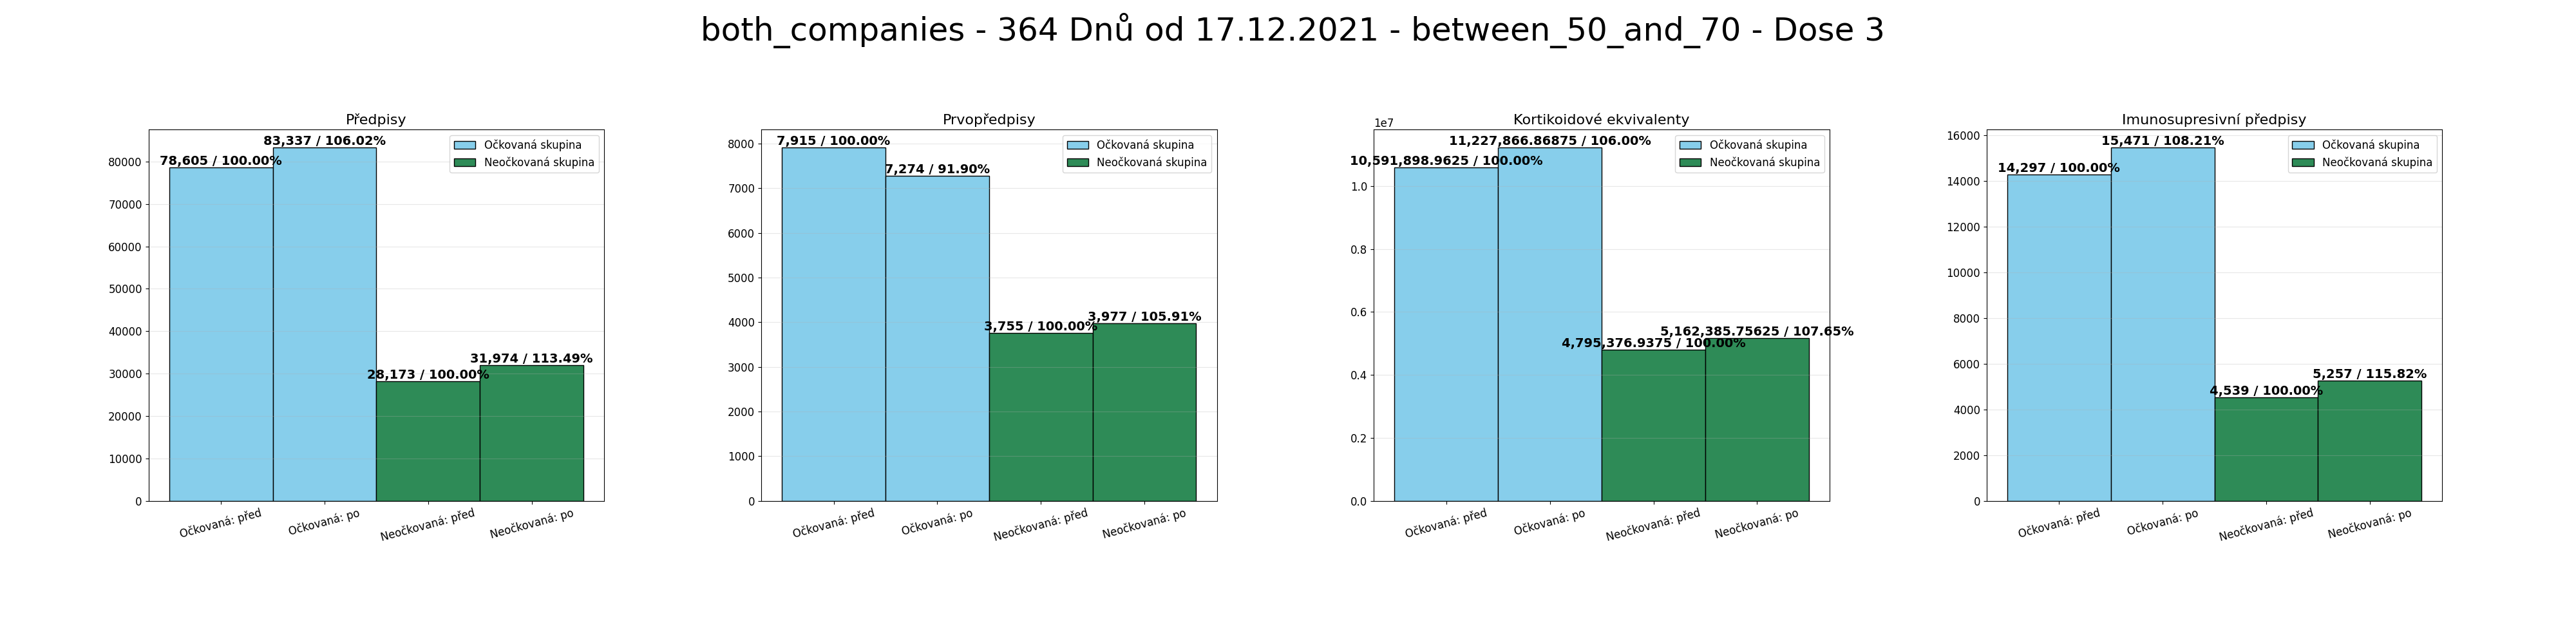 both_companies - 364 Dnů od 17.12.2021 - between_50_and_70 - Dose 3
Předpisy
83,337 / 106.02%
78,605 / 100.00%
31,974 / 113.49%
28,173 / 100.00%
Očkovaná skupina
Neočkovaná skupina
80000
70000
60000
50000
40000
30000
20000
10000
0
Očkovaná: před
Očkovaná: po
Neočkovaná: před
Neočkovaná: po
Prvopředpisy
7,915 / 100.00%
7,274 / 91.90%
3,977 / 105.91%
3,755 / 100.00%
Očkovaná skupina
Neočkovaná skupina
8000
7000
6000
5000
4000
3000
2000
1000
0
Očkovaná: před
Očkovaná: po
Neočkovaná: před
Neočkovaná: po
Kortikoidové ekvivalenty
1e7
11,227,866.86875 / 106.00%
10,591,898.9625 / 100.00%
5,162,385.75625 / 107.65%
4,795,376.9375 / 100.00%
Očkovaná skupina
Neočkovaná skupina
1.0
0.8
0.6
0.4
0.2
0.0
Očkovaná: před
Očkovaná: po
Neočkovaná: před
Neočkovaná: po
Imunosupresivní předpisy
15,471 / 108.21%
14,297 / 100.00%
5,257 / 115.82%
4,539 / 100.00%
Očkovaná skupina
Neočkovaná skupina
16000
14000
12000
10000
8000
6000
4000
2000
0
Očkovaná: před
Očkovaná: po
Neočkovaná: před
Neočkovaná: po